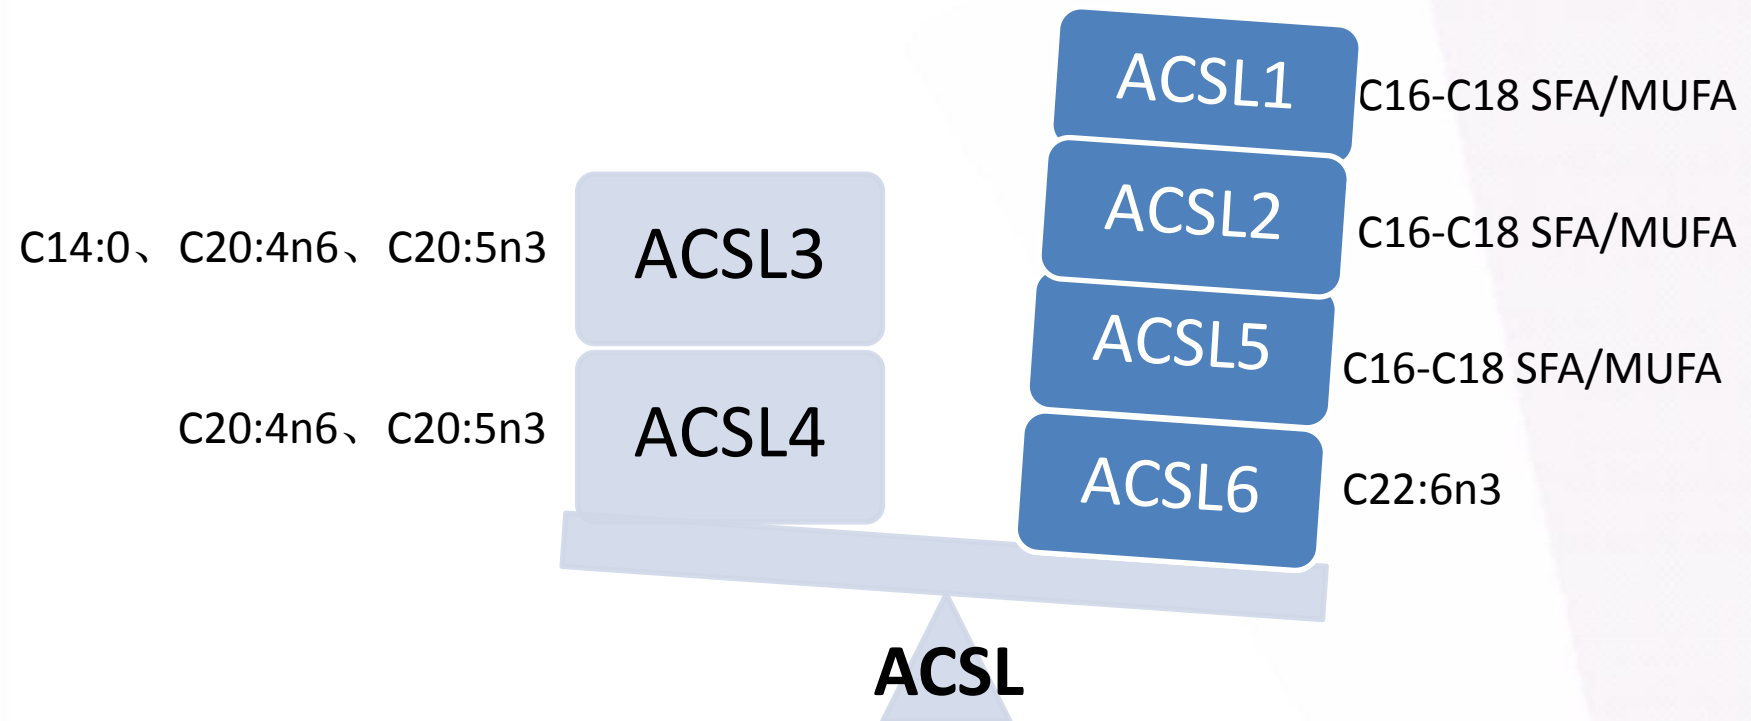 C14:0、C20:4n6、C20:5n3
ACSL3
C20:4n6、C20:5n3
ACSL4
ACSL1
C16-C18 SFA/MUFA
ACSL2
C16-C18 SFA/MUFA
ACSL5
C16-C18 SFA/MUFA
ACSL6
C22:6n3
ACSL